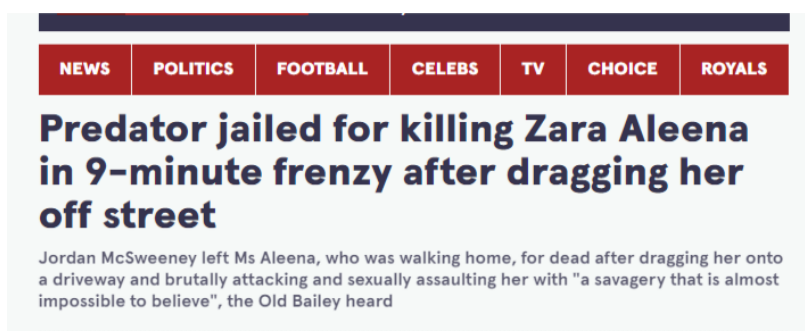 NEWS POLITICS FOOTBALL CELEBS TV CHOICE ROYALS
Predator jailed for killing Zara Aleena
in 9-minute frenzy after dragging her
off street
Jordan McSweeney left Ms Aleena, who was walking home, for dead after dragging her onto
a driveway and brutally attacking and sexually assaulting her with "a savagery that is almost
impossible to believe", the Old Bailey heard